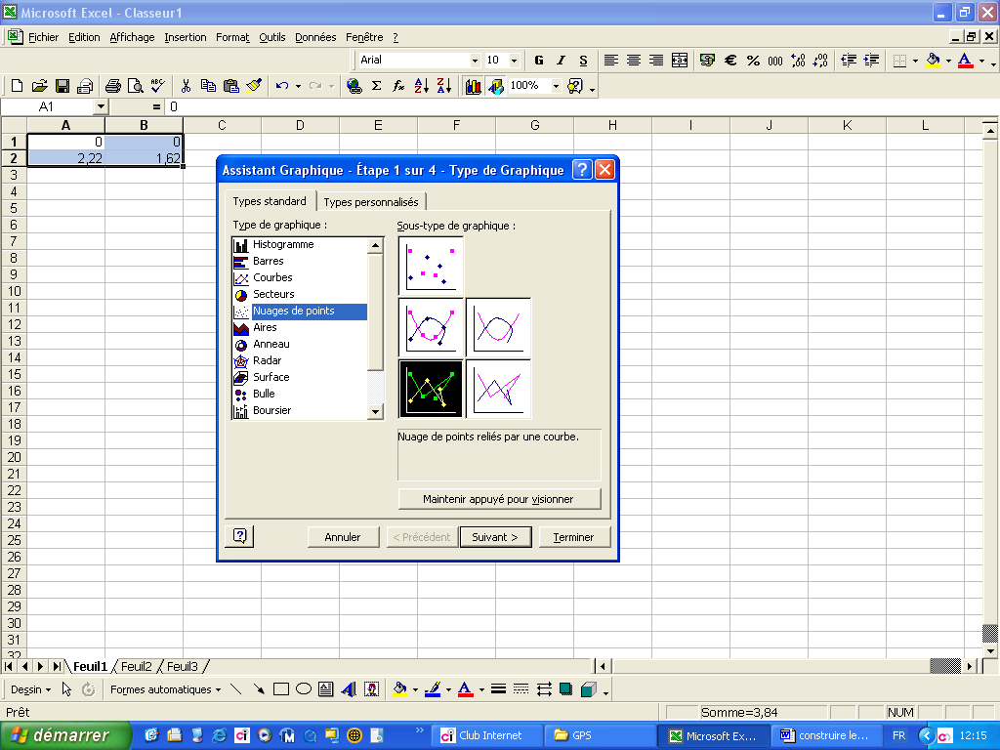 Microsoft Excel - Classeur1
Fichier Edition Affichage Insertion Format Outils Données Fenêtre ?
Arial 10 G I S € % 000
100%
A1 = 0
A B C D E F G H I J K L
1 0 0
2 2,22 1,62
3
4
5
6
7
8
9
10
11
12
13
14
15
16
17
18
19
20
21
22
23
24
25
26
27
28
29
30
31
32
Assistant Graphique - Étape 1 sur 4 - Type de Graphique
Types standard Types personnalisés
Type de graphique : Sous-type de graphique :
Histogramme
Barres
Courbes
Secteurs
Nuages de points
Aires
Anneau
Radar
Surface
Bulle
Boursier
Nuage de points reliés par une courbe.
Maintenir appuyé pour visionner
Annuler < Précédent Suivant > Terminer
Feuil1 Feuil2 Feuil3
Dessin Formes automatiques
Prêt Somme=3,84 NUM
démarrer Club Internet GPS Microsoft Ex... construire le... FR 12:15